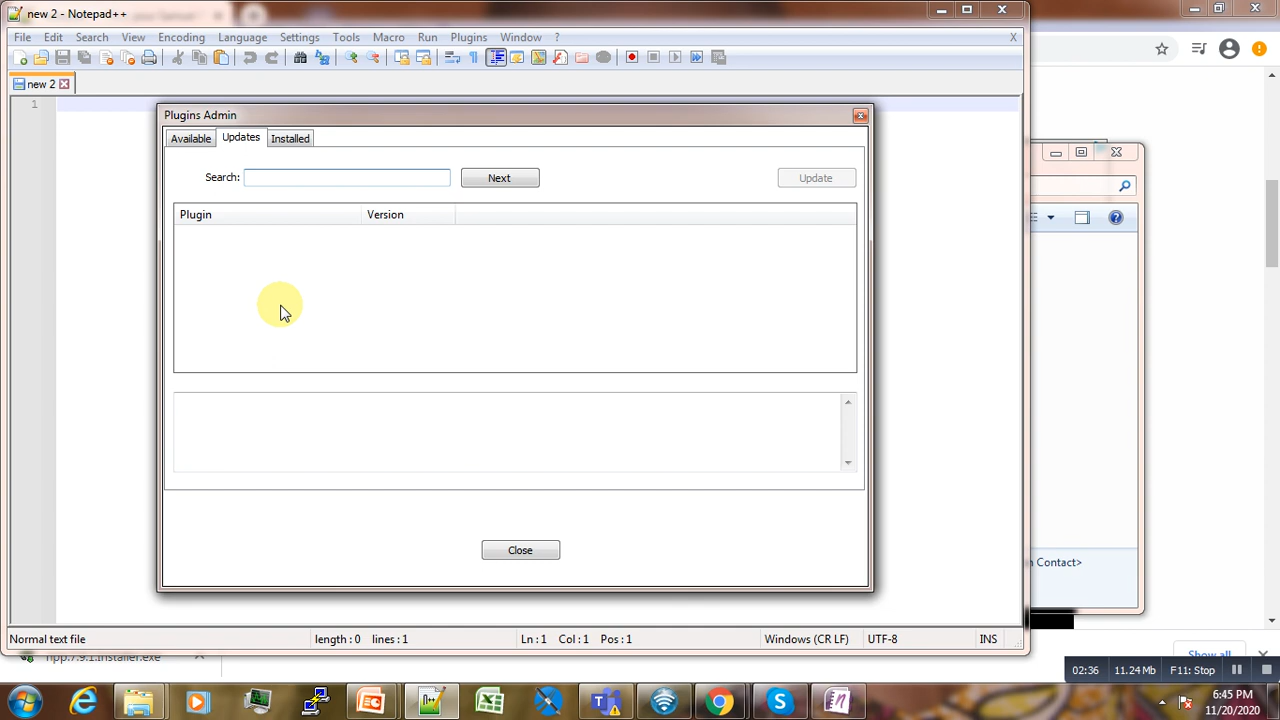 new 2 - Notepad++
File Edit Search View Encoding Language Settings Tools Macro Run Plugins Window ? X
new 2
1
Plugins Admin
Available Updates Installed
Search: Next Update
Plugin Version
Close
n Contact>
Normal text file length : 0 lines : 1 Ln : 1 Col : 1 Pos : 1 Windows (CR LF) UTF-8 INS
npp.7.9.1.Installer.exe
Show all
02:36 11.24 Mb F11: Stop
6:45 PM
11/20/2020